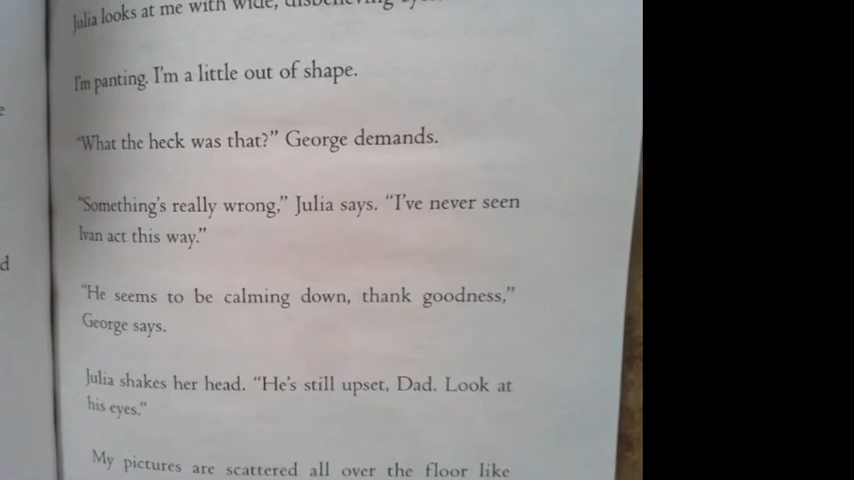 Julia looks at me with wide, disbelieving
I'm panting. I'm a little out of shape.
"What the heck was that?" George demands.
"Something's really wrong," Julia says. "I've never seen
Ivan act this way."
"He seems to be calming down, thank goodness,"
George says.
Julia shakes her head. "He's still upset, Dad. Look at
his eyes."
My pictures are scattered all over the floor like